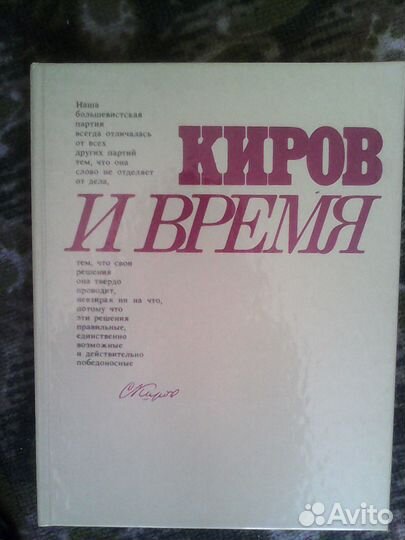 Наша
большевистская
партия
всегда отличалась
от всех
других партий
тем, что она
слово не отделяет
от дела,
КИРОВ
И ВРЕМЯ
тем, что свои
решения
она твёрдо
проводит,
невзирая ни на что,
потому что
эти решения
правильные,
единственно
возможные
и действительно
победоносные
С Киров
Avito